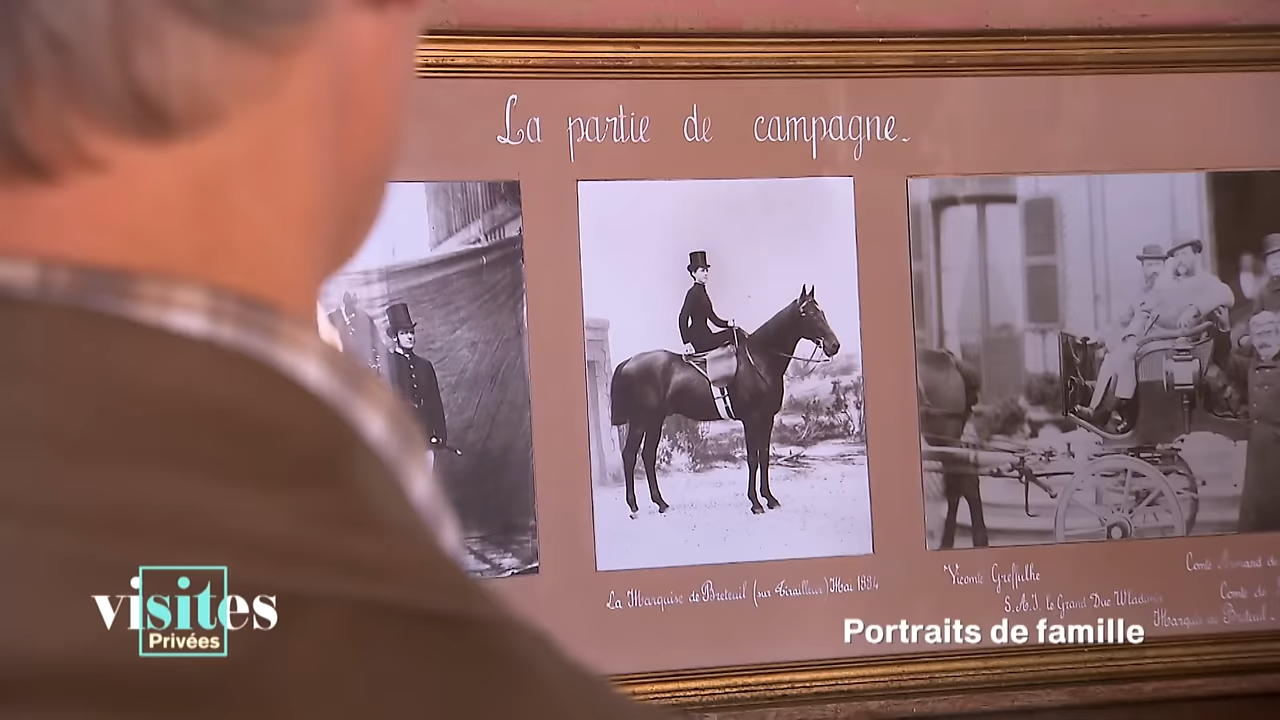 La partie de campagne.
La Marquise de Breteuil (sur Tirailleur) Mai 1894
Vicomte Greffulhe
S.A.I. le Grand Duc Wladimir
Comte Armand de
Comte de
Marquis de Breteuil
visites
Privées
Portraits de famille